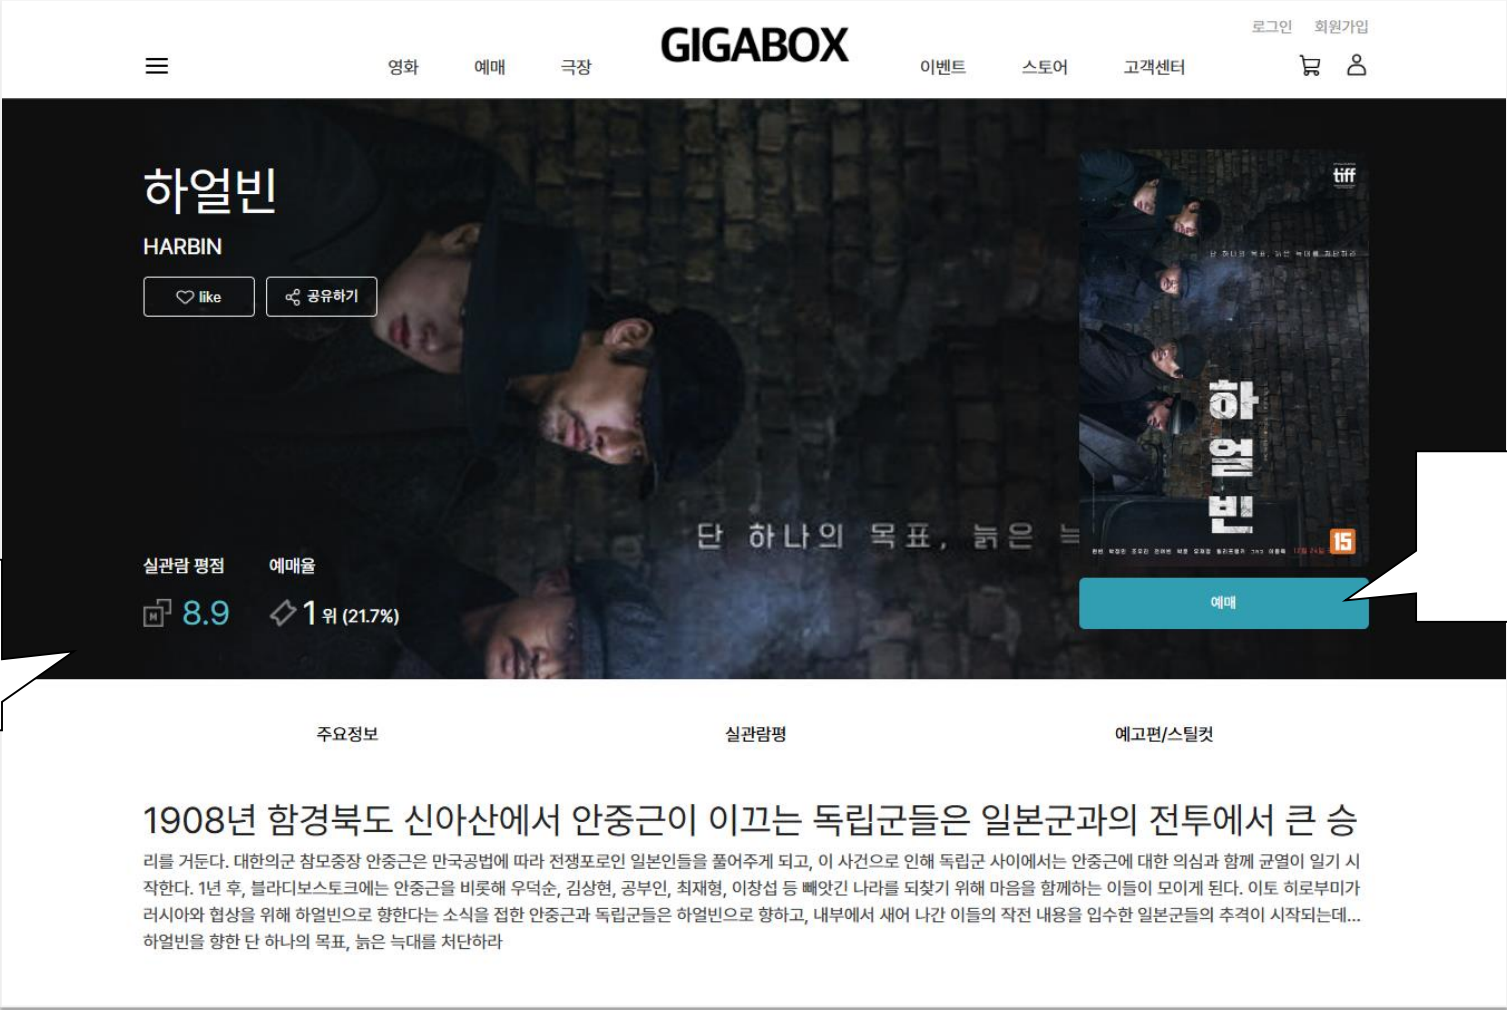 로그인 회원가입
영화 예매 극장 GIGABOX 이벤트 스토어 고객센터
하얼빈
HARBIN
like 공유하기
tiff
단 하나의 목표, 늙은 늑대를 처단하라
하
얼
빈
단 하나의 목표, 늙은
15
실관람 평점 예매율
8.9 1 위 (21.7%)
예매
주요정보 실관람평 예고편/스틸컷
1908년 함경북도 신아산에서 안중근이 이끄는 독립군들은 일본군과의 전투에서 큰 승
리를 거둔다. 대한의군 참모중장 안중근은 만국공법에 따라 전쟁포로인 일본인들을 풀어주게 되고, 이 사건으로 인해 독립군 사이에서는 안중근에 대한 의심과 함께 균열이 일기 시
작한다. 1년 후, 블라디보스토크에는 안중근을 비롯해 우덕순, 김상현, 공부인, 최재형, 이창섭 등 빼앗긴 나라를 되찾기 위해 마음을 함께하는 이들이 모이게 된다. 이토 히로부미가
러시아와 협상을 위해 하얼빈으로 향한다는 소식을 접한 안중근과 독립군들은 하얼빈으로 향하고, 내부에서 새어 나간 이들의 작전 내용을 입수한 일본군들의 추격이 시작되는데...
하얼빈을 향한 단 하나의 목표, 늙은 늑대를 처단하라